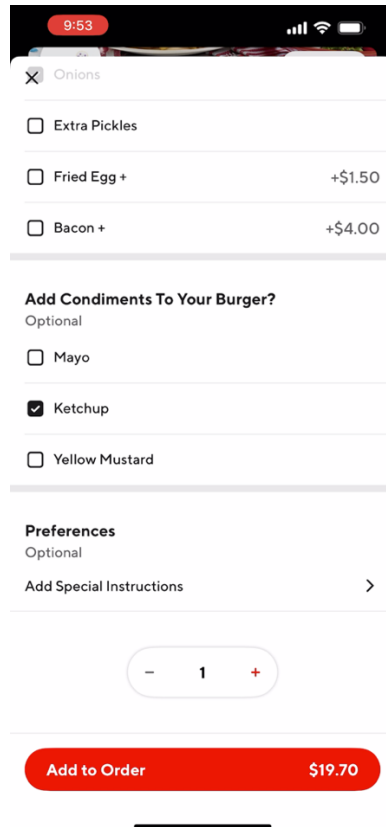 9:53
Onions
Extra Pickles
Fried Egg + +$1.50
Bacon + +$4.00
Add Condiments To Your Burger?
Optional
Mayo
Ketchup
Yellow Mustard
Preferences
Optional
Add Special Instructions
− 1 +
Add to Order $19.70